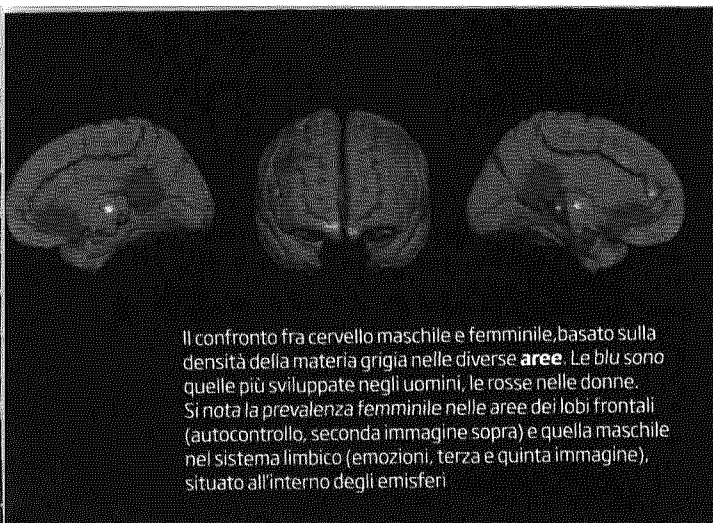 Il confronto fra cervello maschile e femminile,basato sulla
densità della materia grigia nelle diverse aree. Le blu sono
quelle più sviluppate negli uomini, le rosse nelle donne.
Si nota la prevalenza femminile nelle aree dei lobi frontali
(autocontrollo, seconda immagine sopra) e quella maschile
nel sistema limbico (emozioni, terza e quinta immagine),
situato all'interno degli emisferi